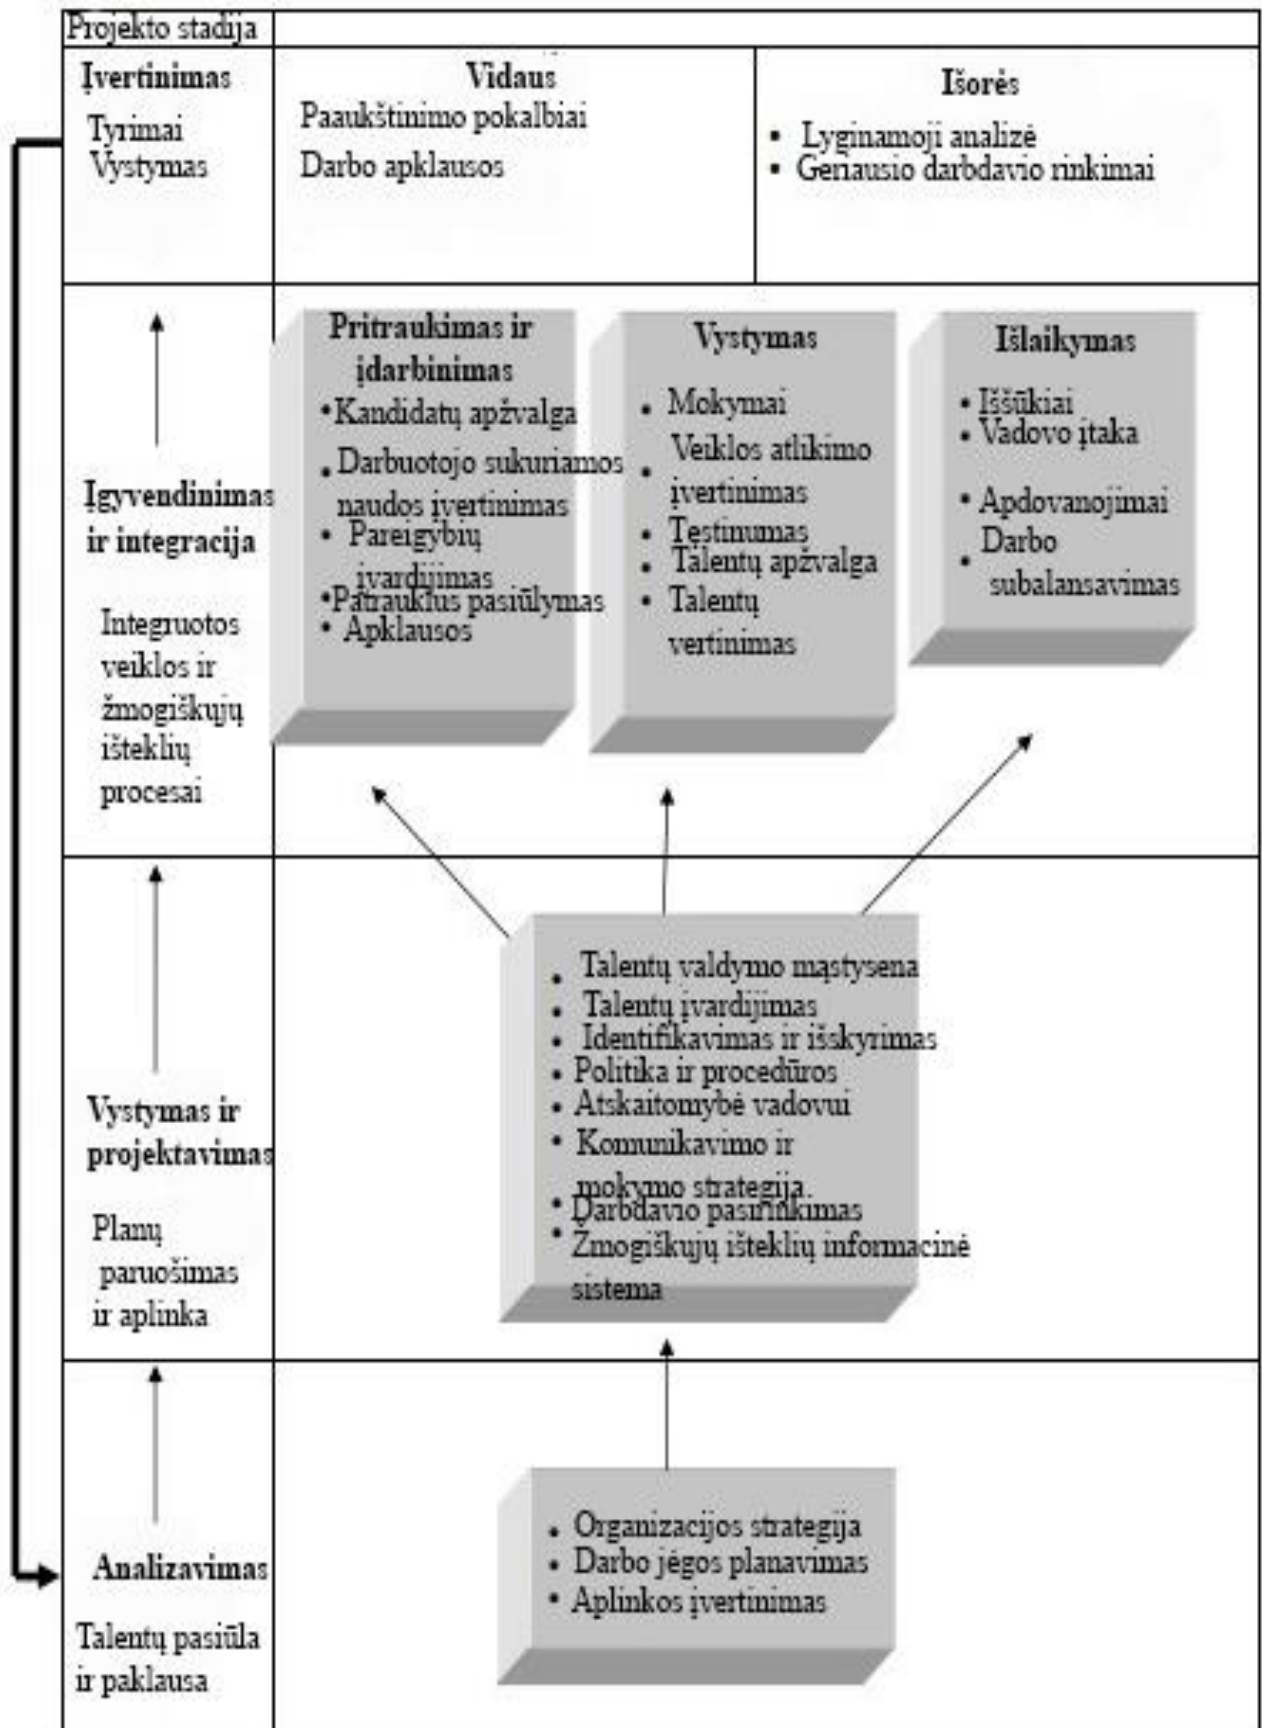 Projekto stadija
Įvertinimas
Tyrimai
Vystymas
Vidaus
Paaukštinimo pokalbiai
Darbo apklausos
Išorės
• Lyginamoji analizė
• Geriausio darbdavio rinkimai
Įgyvendinimas
ir integracija
Integruotos
veiklos ir
žmogiškųjų
išteklių
procesai
Pritraukimas ir
įdarbinimas
• Kandidatų apžvalga
• Darbuotojo sukuriamos
naudos įvertinimas
• Pareigybių
įvardijimas
• Patrauklus pasiūlymas
• Apklausos
Vystymas
• Mokymai
• Veiklos atlikimo
įvertinimas
• Tęstinumas
• Talentų apžvalga
• Talentų
vertinimas
Išlaikymas
• Iššūkiai
• Vadovo įtaka
• Apdovanojimai
• Darbo
subalansavimas
Vystymas ir
projektavimas
Planų
paruošimas
ir aplinka
• Talentų valdymo mąstysena
• Talentų įvardijimas
• Identifikavimas ir išskyrimas
• Politika ir procedūros
• Atskaitomybė vadovui
• Komunikavimo ir
mokymo strategija.
• Darbdavio pasirinkimas
• Žmogiškųjų išteklių informacinė
sistema
Analizavimas
Talentų pasiūla
ir paklausa
• Organizacijos strategija
• Darbo jėgos planavimas
• Aplinkos įvertinimas